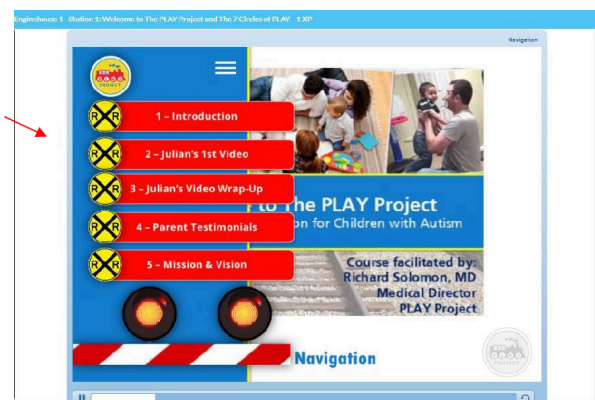 Enginehouse 1 Station 1: Welcome to The PLAY Project and The 7 Circles of PLAY 1 XP
Navigation
PROJECT
R R
1 – Introduction
R R
2 – Julian's 1st Video
R R
3 – Julian's Video Wrap-Up
R R
4 – Parent Testimonials
R R
5 – Mission & Vision
to The PLAY Project
on for Children with Autism
Course facilitated by:
Richard Solomon, MD
Medical Director
PLAY Project
Navigation